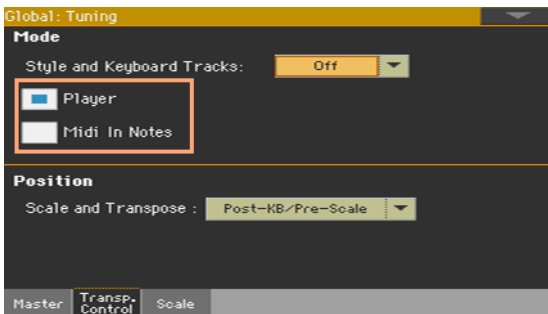 Global: Tuning
Mode
Style and Keyboard Tracks: Off
Player
Midi In Notes
Position
Scale and Transpose : Post-KB/Pre-Scale
Master Transp. Control Scale